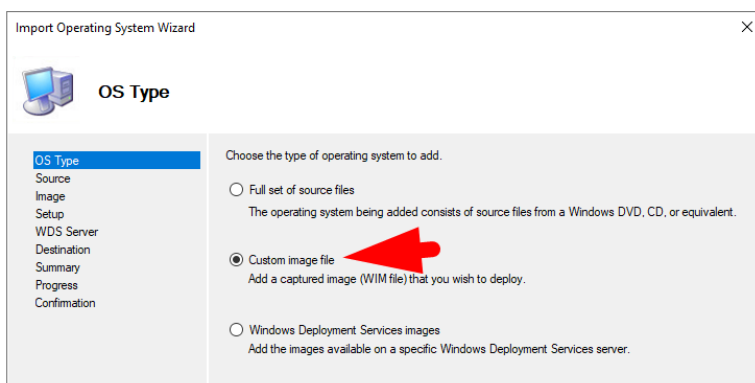 Import Operating System Wizard
OS Type
OS Type
Source
Image
Setup
WDS Server
Destination
Summary
Progress
Confirmation
Choose the type of operating system to add.
Full set of source files
The operating system being added consists of source files from a Windows DVD, CD, or equivalent.
Custom image file
Add a captured image (WIM file) that you wish to deploy.
Windows Deployment Services images
Add the images available on a specific Windows Deployment Services server.